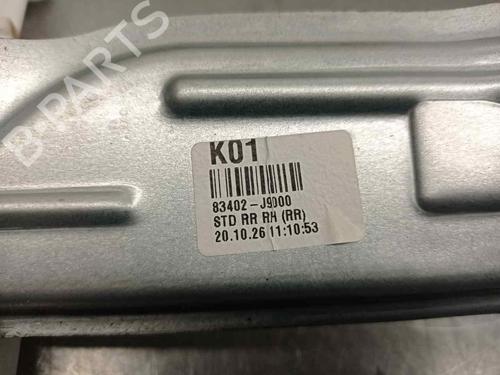 B-PARTS
K01
83402-J9000
STD RR RH (RR)
20.10.26 11:10:53